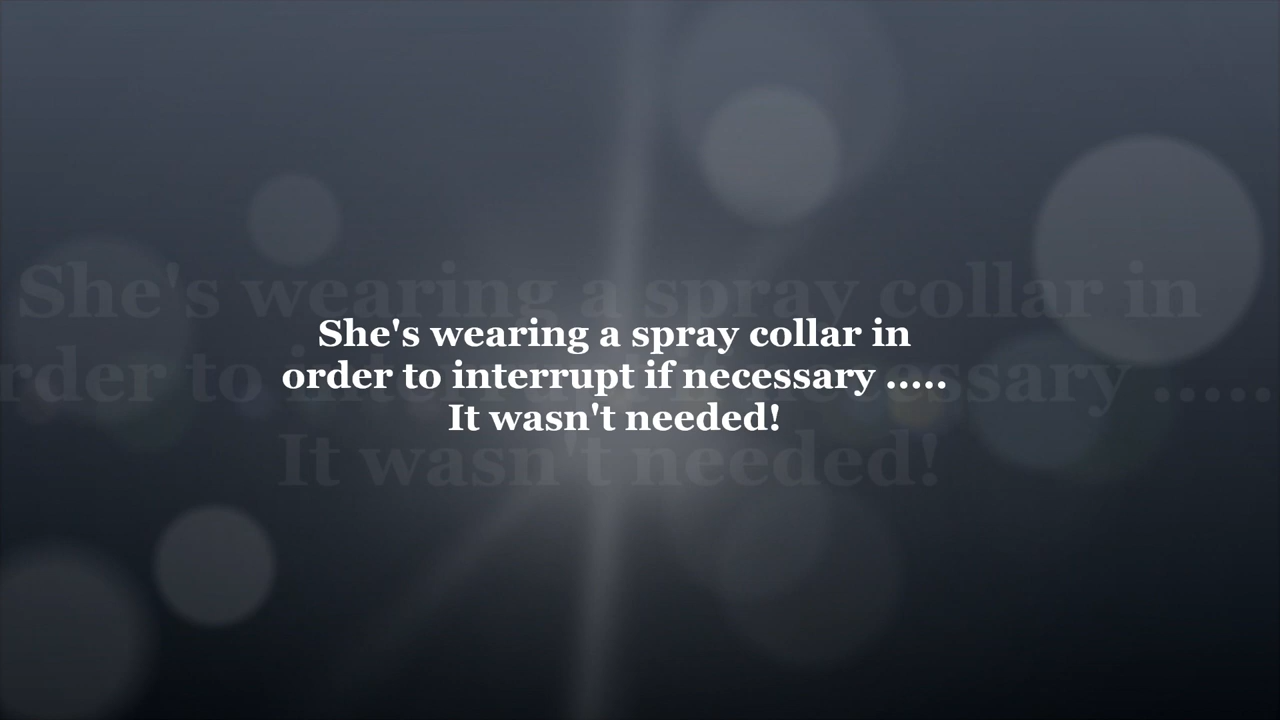 She's wearing a spray collar in
order to interrupt if necessary .....
It wasn't needed!